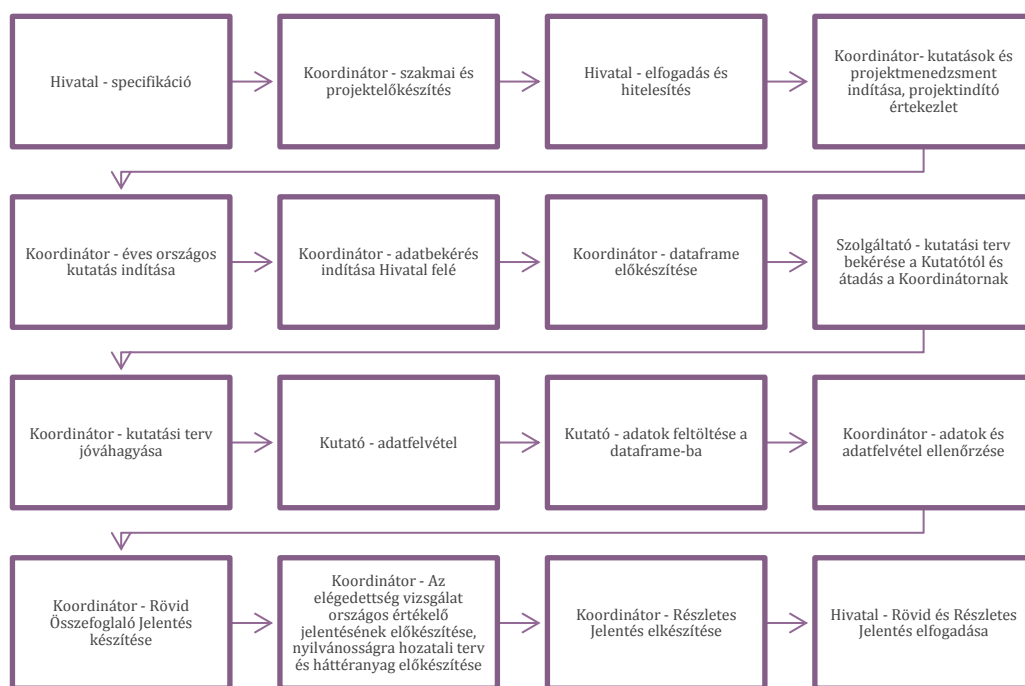 Hivatal - specifikáció
Koordinátor - szakmai és
projektelőkészítés
Hivatal - elfogadás és
hitelesítés
Koordinátor- kutatások és
projektmenedzsment
indítása, projektindító
értekezlet
Koordinátor - éves országos
kutatás indítása
Koordinátor - adatbekérés
indítása Hivatal felé
Koordinátor - dataframe
előkészítése
Szolgáltató - kutatási terv
bekérése a Kutatótól és
átadás a Koordinátornak
Koordinátor - kutatási terv
jóváhagyása
Kutató - adatfelvétel
Kutató - adatok feltöltése a
dataframe-ba
Koordinátor - adatok és
adatfelvétel ellenőrzése
Koordinátor - Rövid
Összefoglaló Jelentés
készítése
Koordinátor - Az
elégedettség vizsgálat
országos értékelő
jelentésének előkészítése,
nyilvánosságra hozatali terv
és háttéranyag előkészítése
Koordinátor - Részletes
Jelentés elkészítése
Hivatal - Rövid és Részletes
Jelentés elfogadása